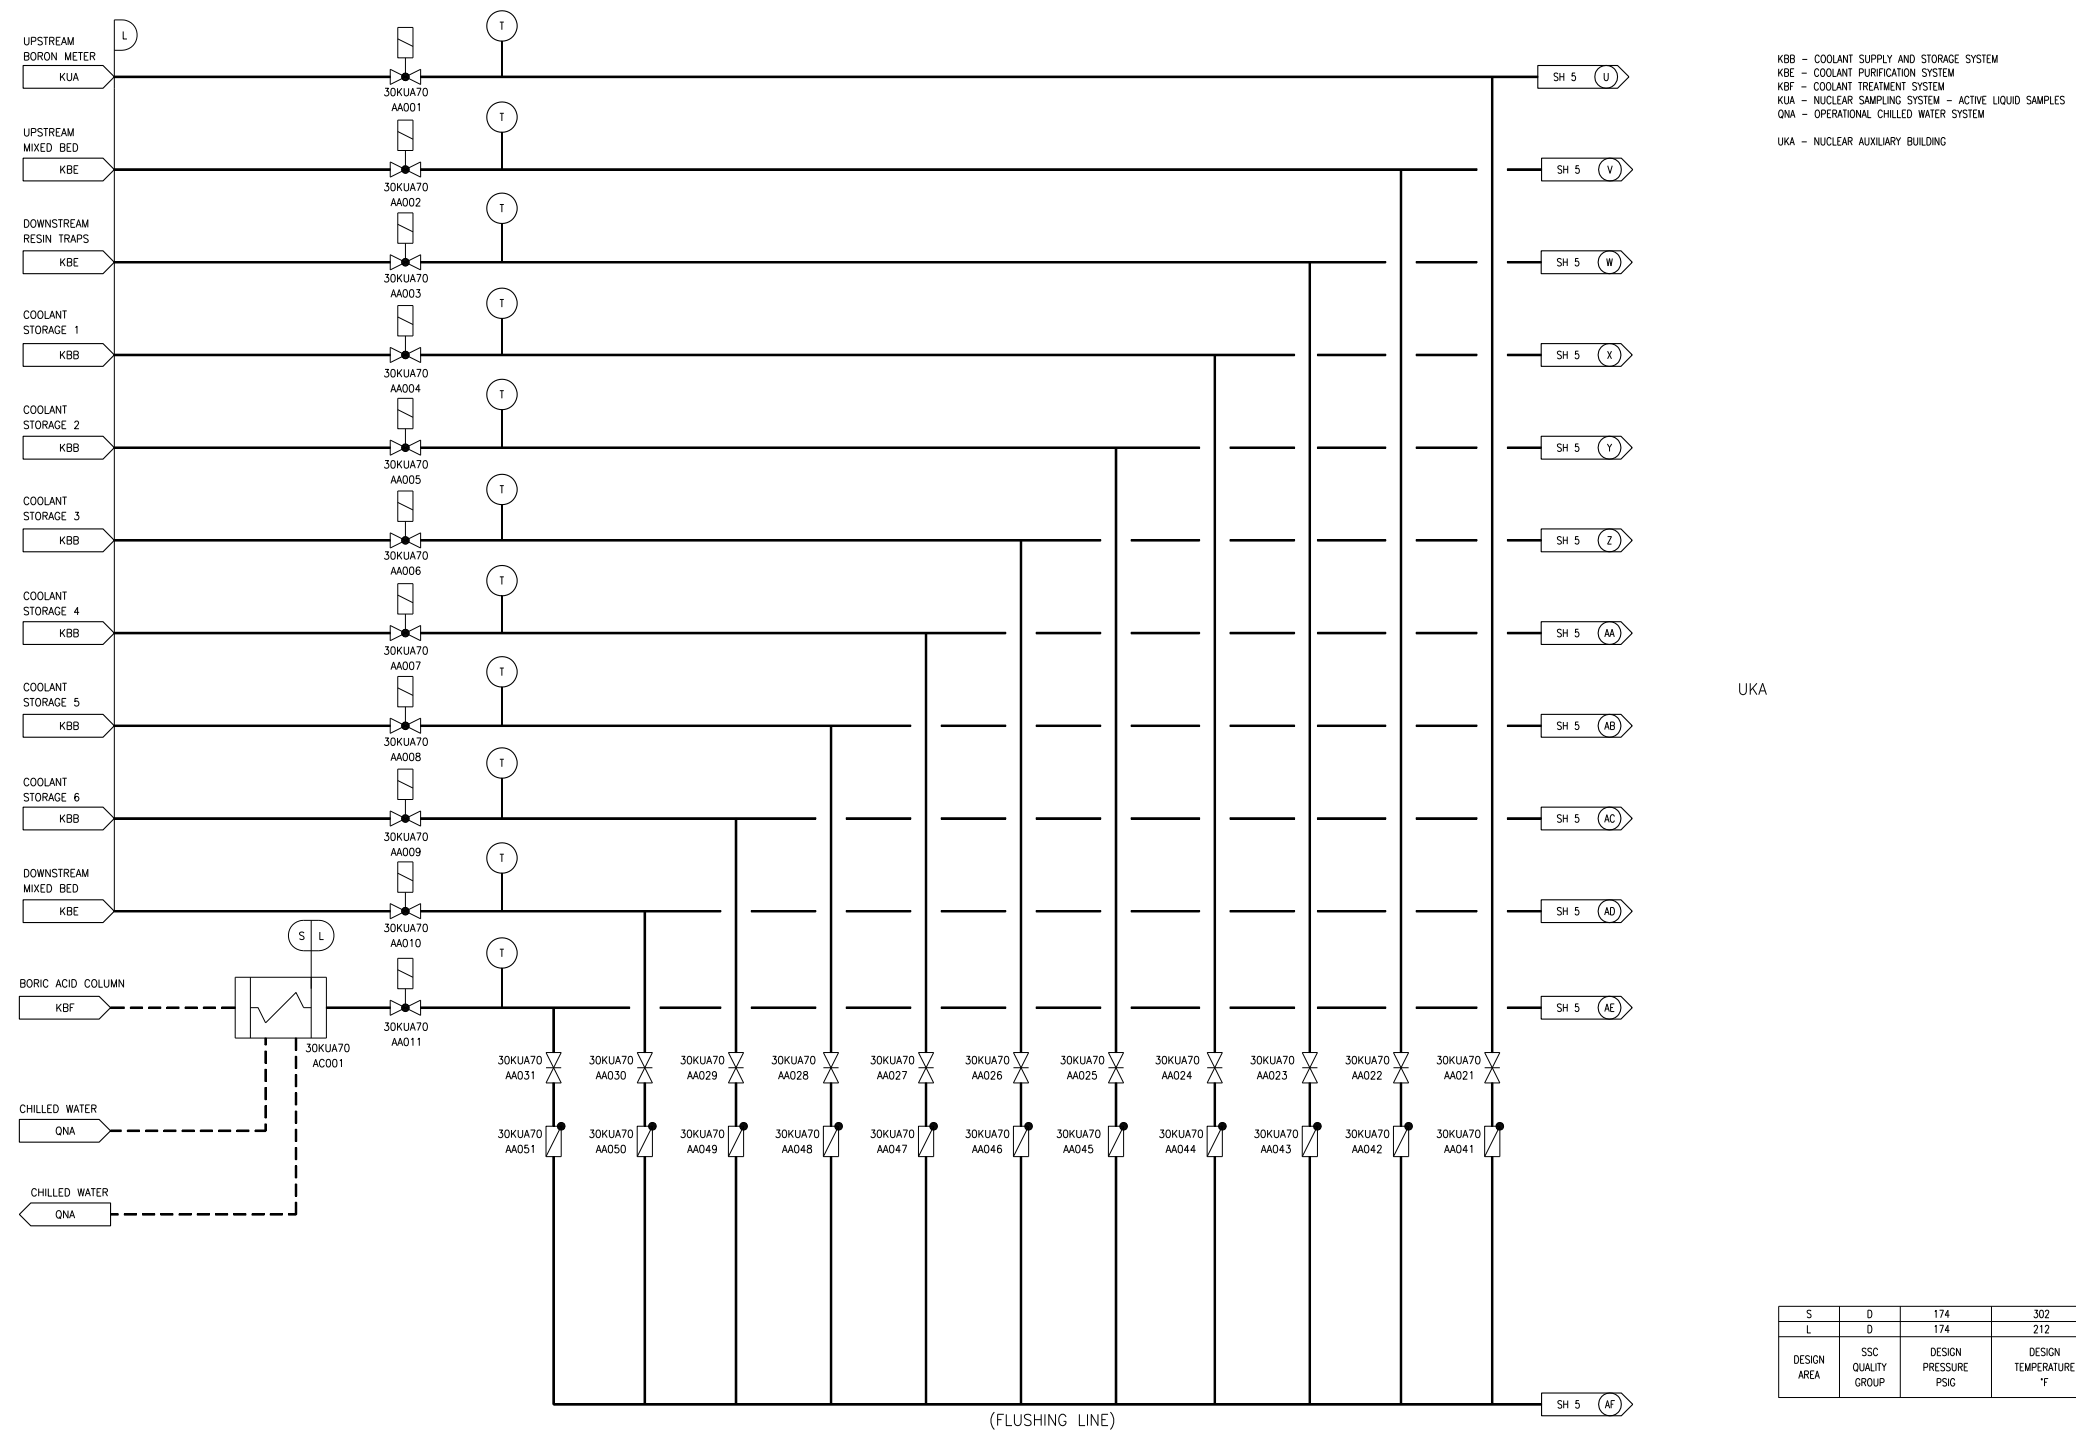 L
T
UPSTREAM
BORON METER
KUA
30KUA70
AA001
SH 5 U
KBB – COOLANT SUPPLY AND STORAGE SYSTEM
KBE – COOLANT PURIFICATION SYSTEM
KBF – COOLANT TREATMENT SYSTEM
KUA – NUCLEAR SAMPLING SYSTEM – ACTIVE LIQUID SAMPLES
QNA – OPERATIONAL CHILLED WATER SYSTEM
UKA – NUCLEAR AUXILIARY BUILDING
T
UPSTREAM
MIXED BED
KBE
30KUA70
AA002
SH 5 V
T
DOWNSTREAM
RESIN TRAPS
KBE
30KUA70
AA003
SH 5 W
T
COOLANT
STORAGE 1
KBB
30KUA70
AA004
SH 5 X
T
COOLANT
STORAGE 2
KBB
30KUA70
AA005
SH 5 Y
T
COOLANT
STORAGE 3
KBB
30KUA70
AA006
SH 5 Z
T
COOLANT
STORAGE 4
KBB
30KUA70
AA007
SH 5 AA
T
COOLANT
STORAGE 5
KBB
30KUA70
AA008
SH 5 AB
UKA
T
COOLANT
STORAGE 6
KBB
30KUA70
AA009
SH 5 AC
T
DOWNSTREAM
MIXED BED
KBE
30KUA70
AA010
SH 5 AD
S L
T
BORIC ACID COLUMN
KBF
30KUA70
AA011
SH 5 AE
30KUA70
AC001
30KUA70
AA031
30KUA70
AA030
30KUA70
AA029
30KUA70
AA028
30KUA70
AA027
30KUA70
AA026
30KUA70
AA025
30KUA70
AA024
30KUA70
AA023
30KUA70
AA022
30KUA70
AA021
CHILLED WATER
QNA
30KUA70
AA051
30KUA70
AA050
30KUA70
AA049
30KUA70
AA048
30KUA70
AA047
30KUA70
AA046
30KUA70
AA045
30KUA70
AA044
30KUA70
AA043
30KUA70
AA042
30KUA70
AA041
CHILLED WATER
QNA
(FLUSHING LINE)
SH 5 AF
S D 174 302
L D 174 212
DESIGN
AREA
SSC
QUALITY
GROUP
DESIGN
PRESSURE
PSIG
DESIGN
TEMPERATURE
°F